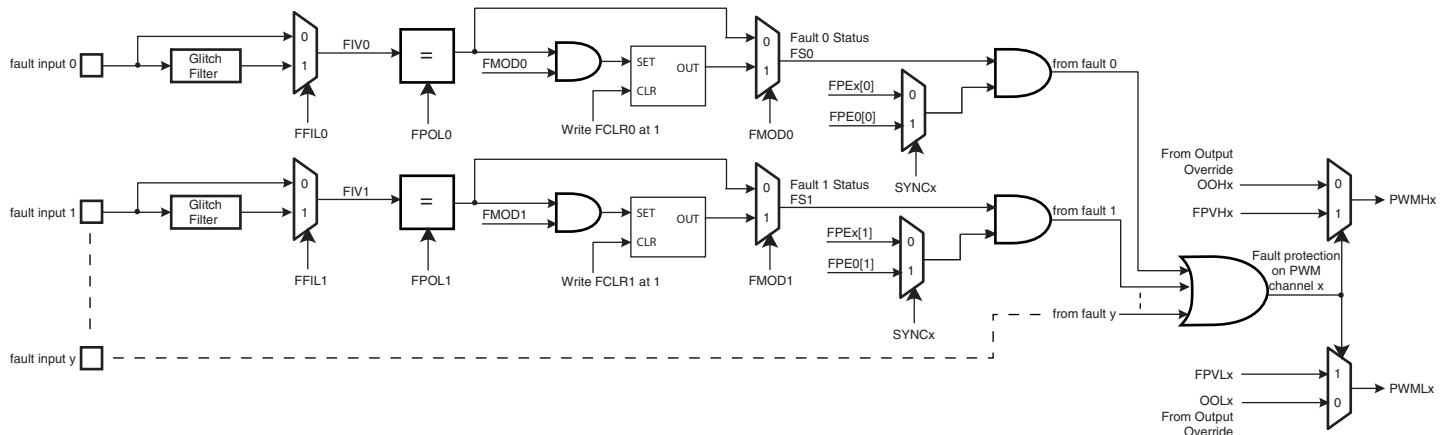 fault input 0
Glitch
Filter
0
1
FFIL0
FIV0
=
FPOL0
FMOD0
SET
OUT
CLR
Write FCLR0 at 1
0
1
FMOD0
Fault 0 Status
FS0
FPEx[0]
FPE0[0]
0
1
SYNCx
from fault 0
fault input 1
Glitch
Filter
0
1
FFIL1
FIV1
=
FPOL1
FMOD1
SET
OUT
CLR
Write FCLR1 at 1
0
1
FMOD1
Fault 1 Status
FS1
FPEx[1]
FPE0[1]
0
1
SYNCx
from fault 1
fault input y
from fault y
Fault protection
on PWM
channel x
From Output
Override
OOHx
FPVHx
0
1
PWMHx
FPVLx
OOLx
From Output
Override
1
0
PWMLx